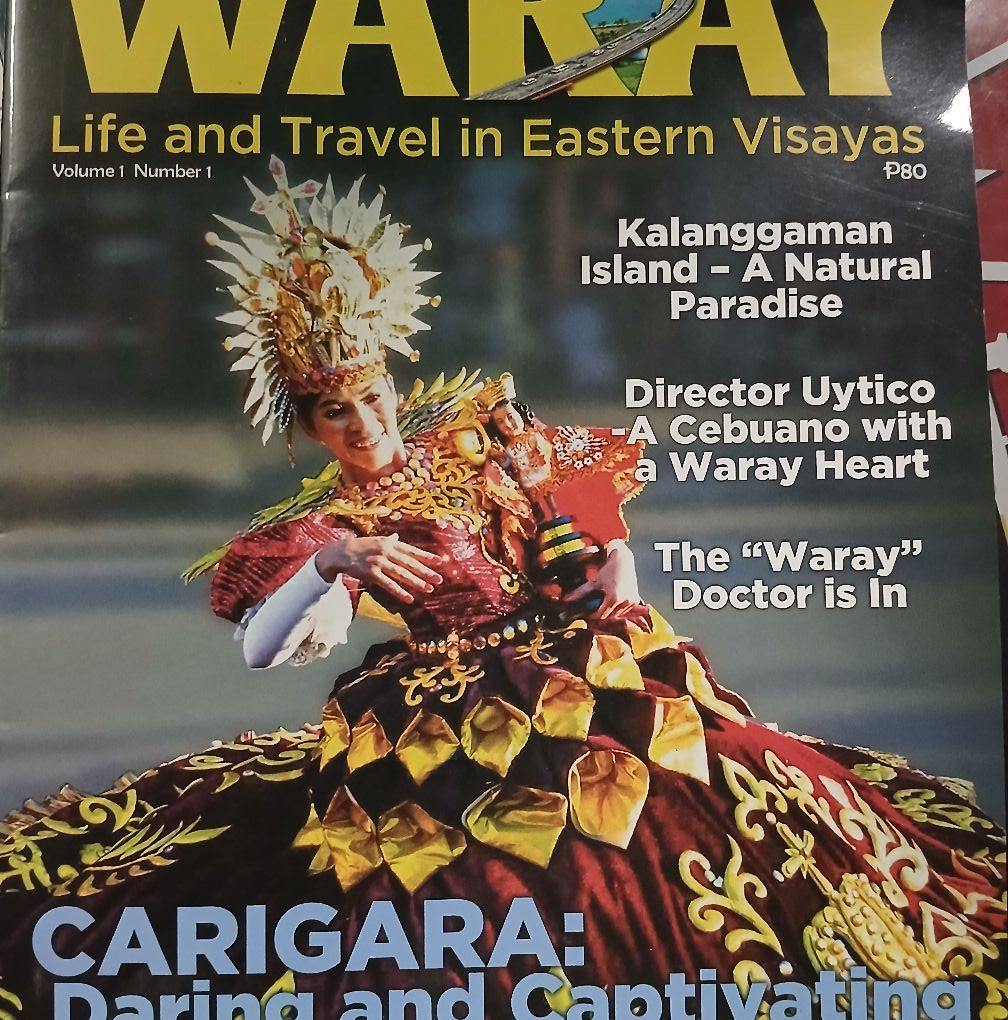 WARAY
Life and Travel in Eastern Visayas
Volume 1 Number 1
₱80
Kalanggaman
Island – A Natural
Paradise
Director Uytico
-A Cebuano with
a Waray Heart
The “Waray”
Doctor is In
CARIGARA:
Daring and Captivating